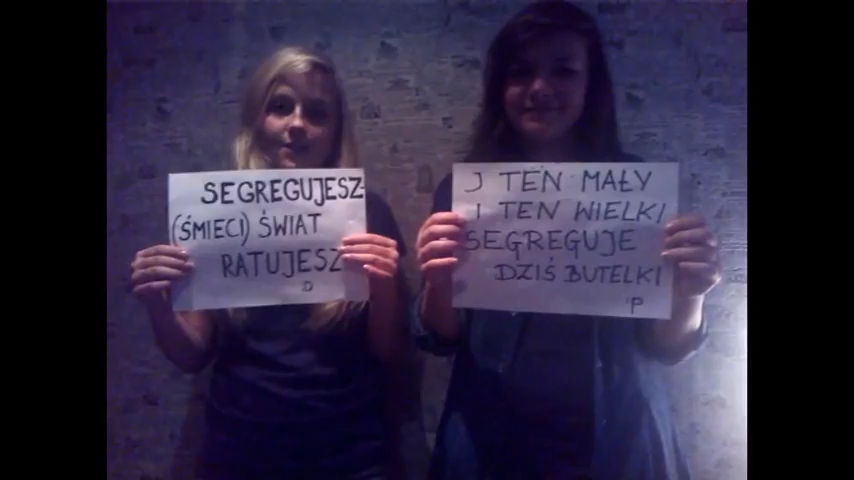 SEGREGUJESZ-
(ŚMIECI) ŚWIAT
RATUJESZ
:D
I TEN MAŁY
I TEN WIELKI
SEGREGUJE
DZIŚ BUTELKI
:P